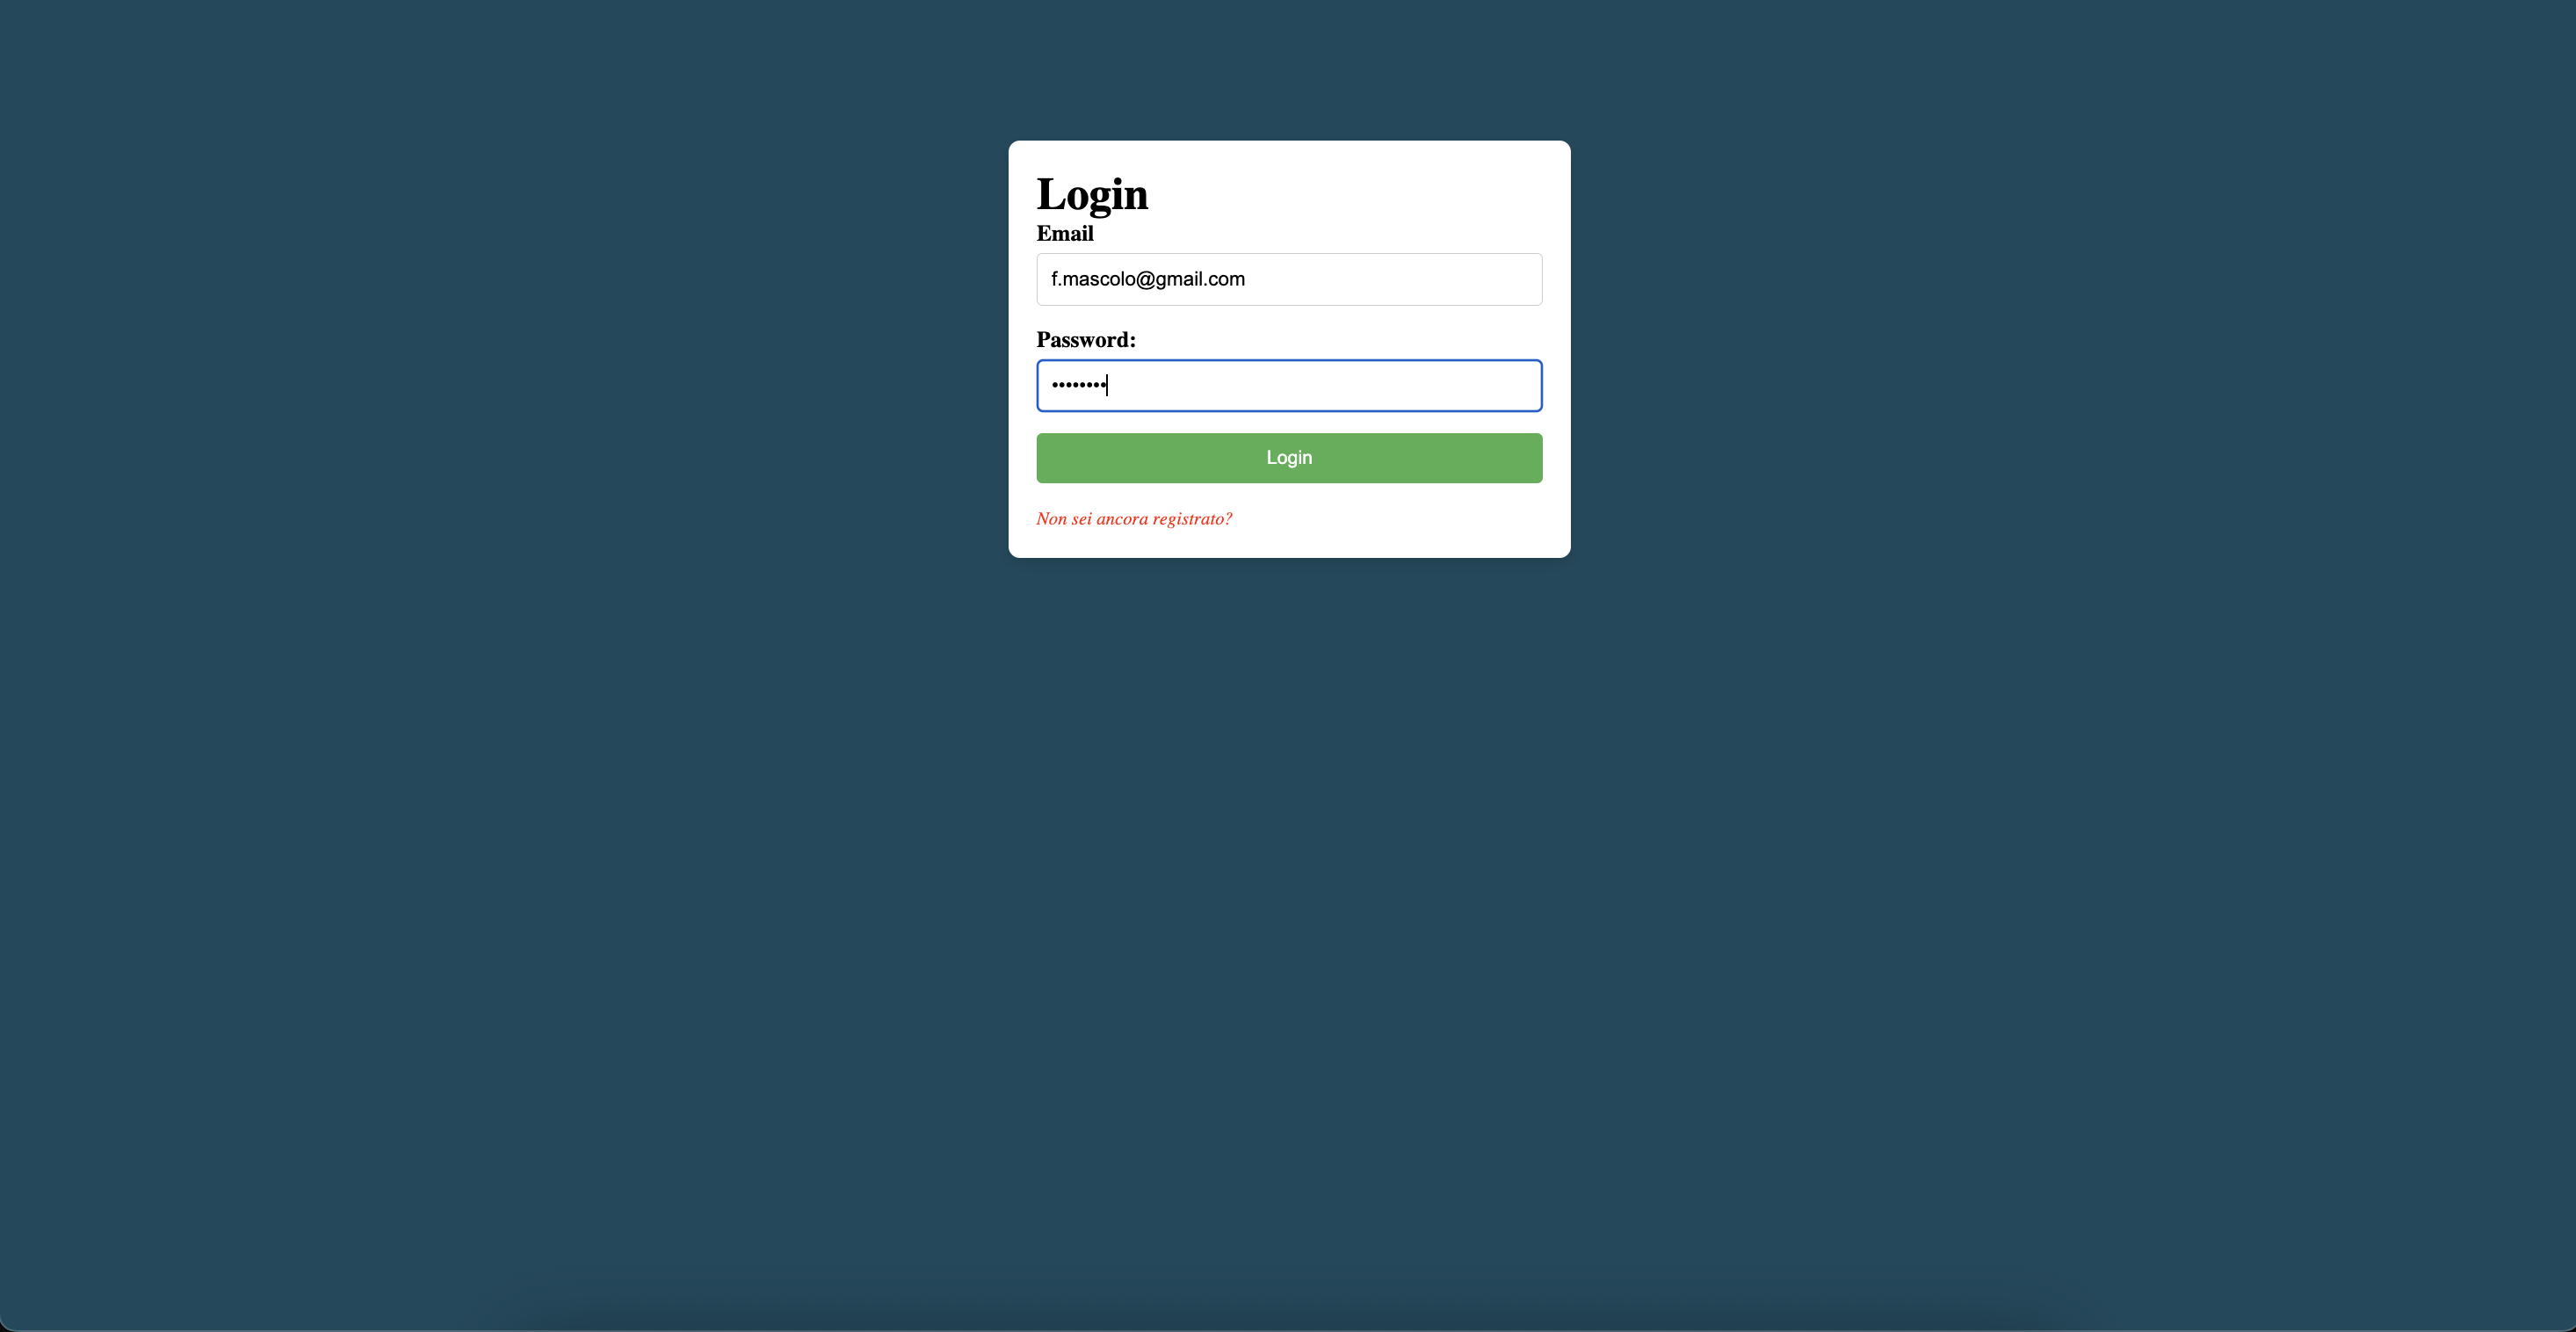 Login
Email
f.mascolo@gmail.com
Password:
••••••••
Login
Non sei ancora registrato?